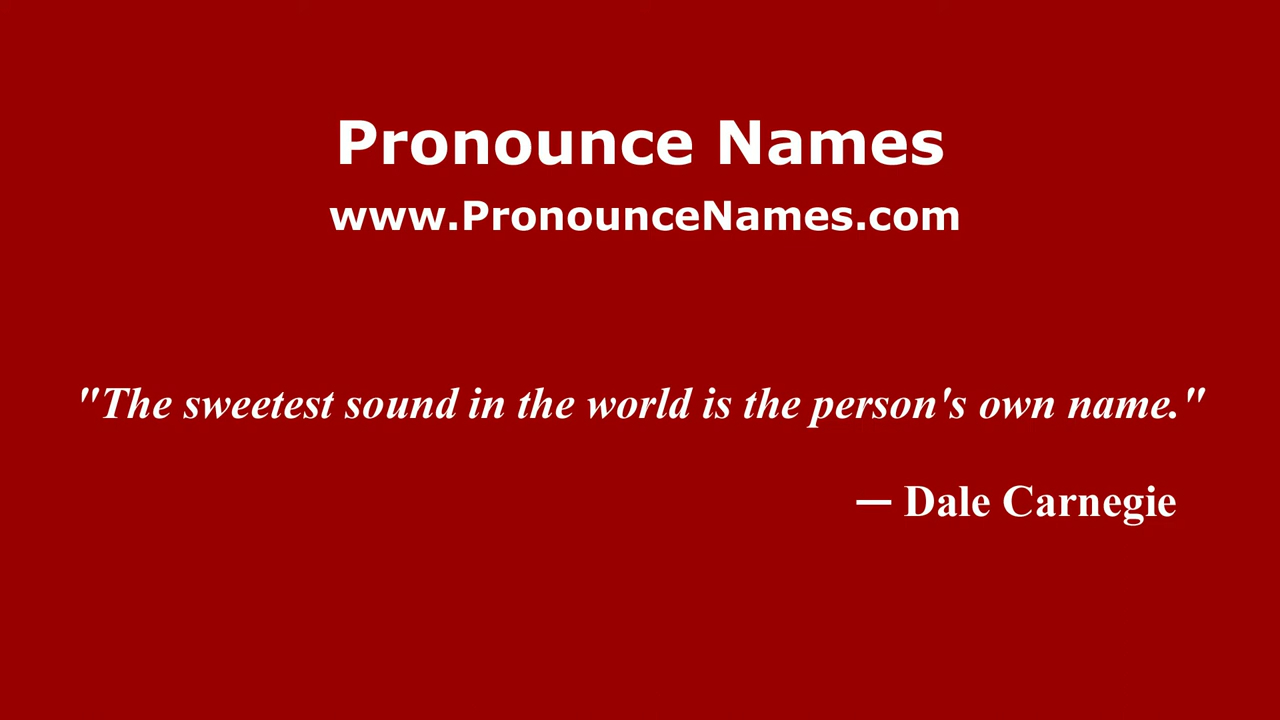 Pronounce Names
www.PronounceNames.com
"The sweetest sound in the world is the person's own name."
— Dale Carnegie